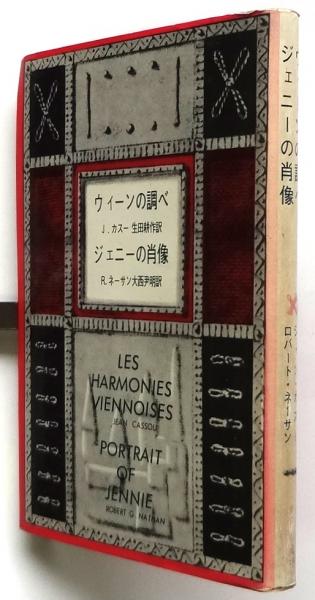 ウィーンの調べ
J.カスー 生田耕作訳
ジェニーの肖像
R.ネーサン大西尹明訳
LES
HARMONIES
VIENNOISES
JEAN CASSOU
PORTRAIT
OF
JENNIE
ROBERT G. NATHAN
ジェニーの肖像
ロバート・ネーサン